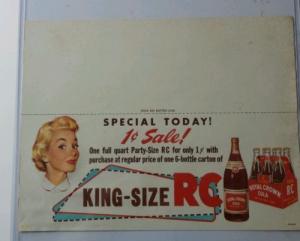 SPECIAL TODAY!
1¢ Sale!
One full quart Party-Size RC for only 1¢ with
purchase at regular price of one 6-bottle carton of
KING-SIZE RC
ROYAL CROWN
COLA
RC